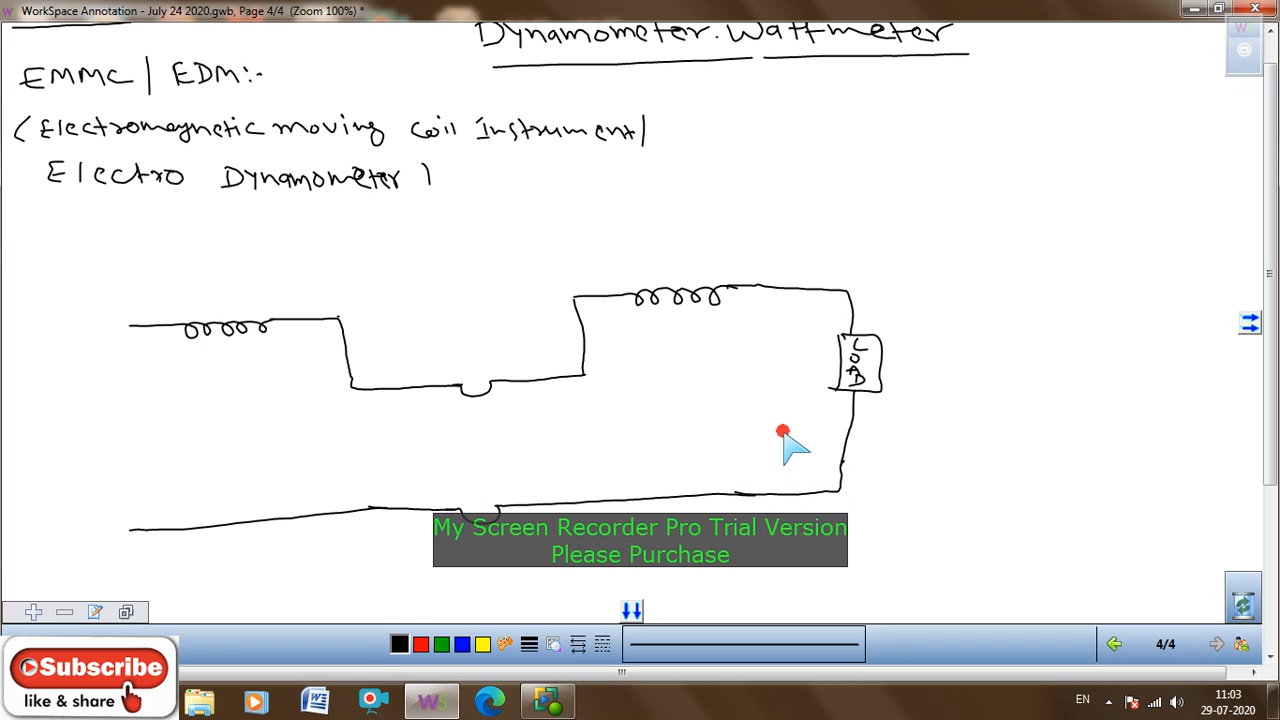 WorkSpace Annotation - July 24 2020.gwb, Page 4/4 (Zoom 100%) *
Dynamometer. Wattmeter
EMMC | EDM:-
(Electromagnetic moving coil Instrument|
Electro Dynamometer)
LOAD
My Screen Recorder Pro Trial Version
Please Purchase
4/4
Subscribe
like & share
EN
11:03
29-07-2020